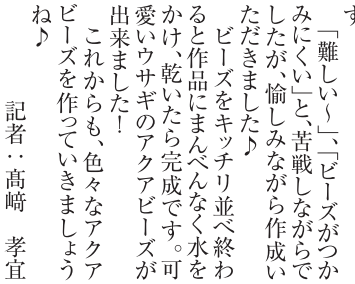 す
「難しい～」、「ビーズがつか
みにくい」と、苦戦しながらで
したが、愉しみながら作成い
ただきました♪
ビーズをキッチリ並べ終わ
ると作品にまんべんなく水を
かけ、乾いたら完成です。可
愛いウサギのアクアビーズが
出来ました！
これからも、色々なアクア
ビーズを作っていきましょう
ね♪
記者：髙﨑　孝宜